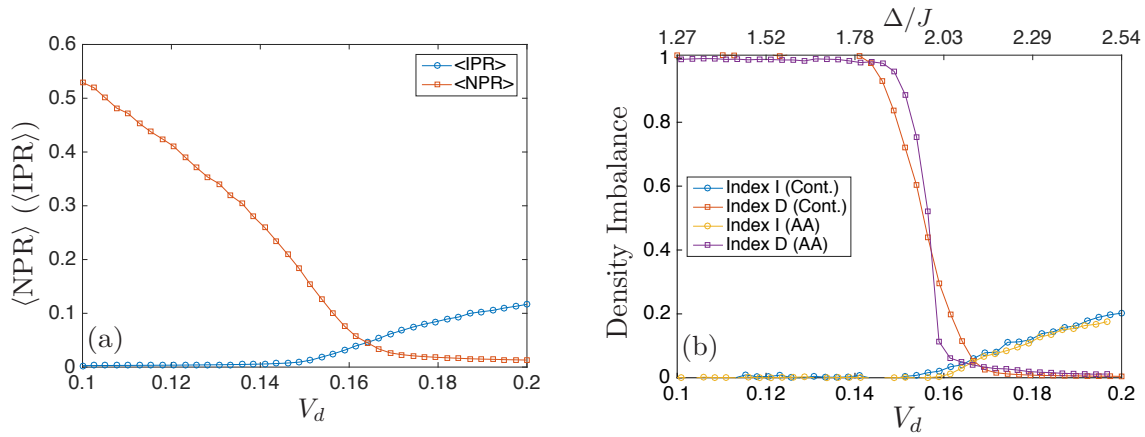 0.6
0.5
0.4
0.3
0.2
0.1
0
⟨NPR⟩ (⟨IPR⟩)
<IPR>
<NPR>
(a)
0.1 0.12 0.14 0.16 0.18 0.2
V_d
Δ/J
1.27 1.52 1.78 2.03 2.29 2.54
1
0.8
0.6
0.4
0.2
0
Density Imbalance
Index I (Cont.)
Index D (Cont.)
Index I (AA)
Index D (AA)
(b)
0.1 0.12 0.14 0.16 0.18 0.2
V_d